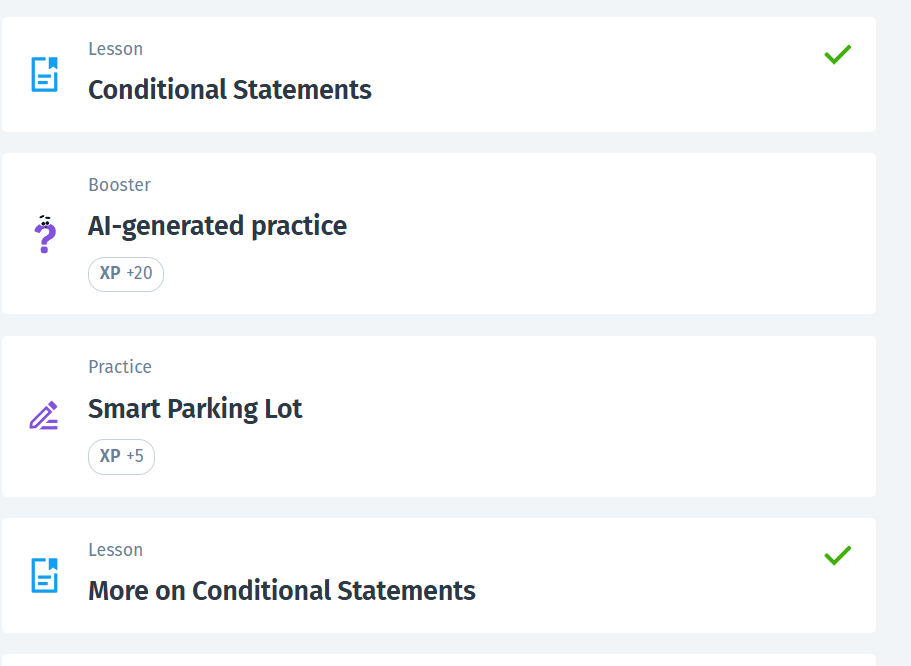 Lesson
Conditional Statements
Booster
AI-generated practice
XP +20
Practice
Smart Parking Lot
XP +5
Lesson
More on Conditional Statements